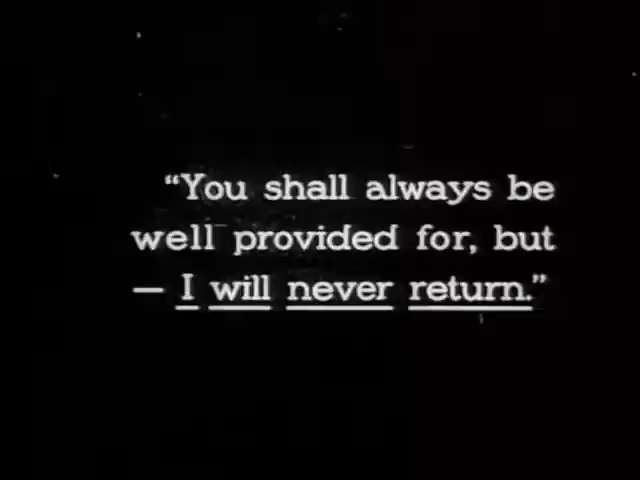 “You shall always be
well provided for, but
— I will never return.”